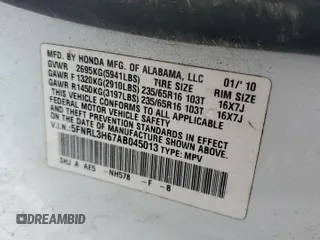 MFD. BY HONDA MFG. OF ALABAMA, LLC 01/'10
GVWR 2695KG(5941LBS) TIRE SIZE RIM SIZE
GAWR F 1320KG(2910LBS) 235/65R16 103T 16X7J
GAWR R 1450KG(3197LBS) 235/65R16 103T 16X7J
THIS VEHICLE CONFORMS TO ALL APPLICABLE FEDERAL MOTOR VEHICLE SAFETY AND THEFT PREVENTION STANDARDS IN EFFECT ON THE DATE OF MANUFACTURE SHOWN ABOVE.
V.I.N.: 5FNRL3H67AB045013 TYPE: MPV
SHJ A AE5 -NH578 -F -B
© IDRIVEBID